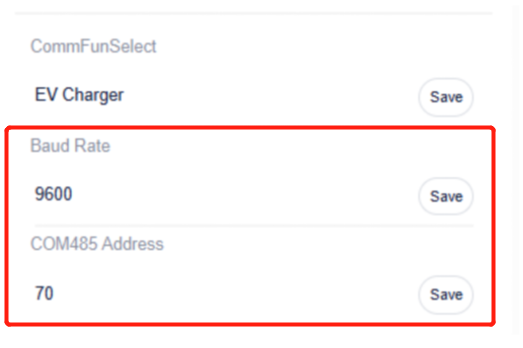 CommFunSelect
EV Charger Save
Baud Rate
9600 Save
COM485 Address
70 Save